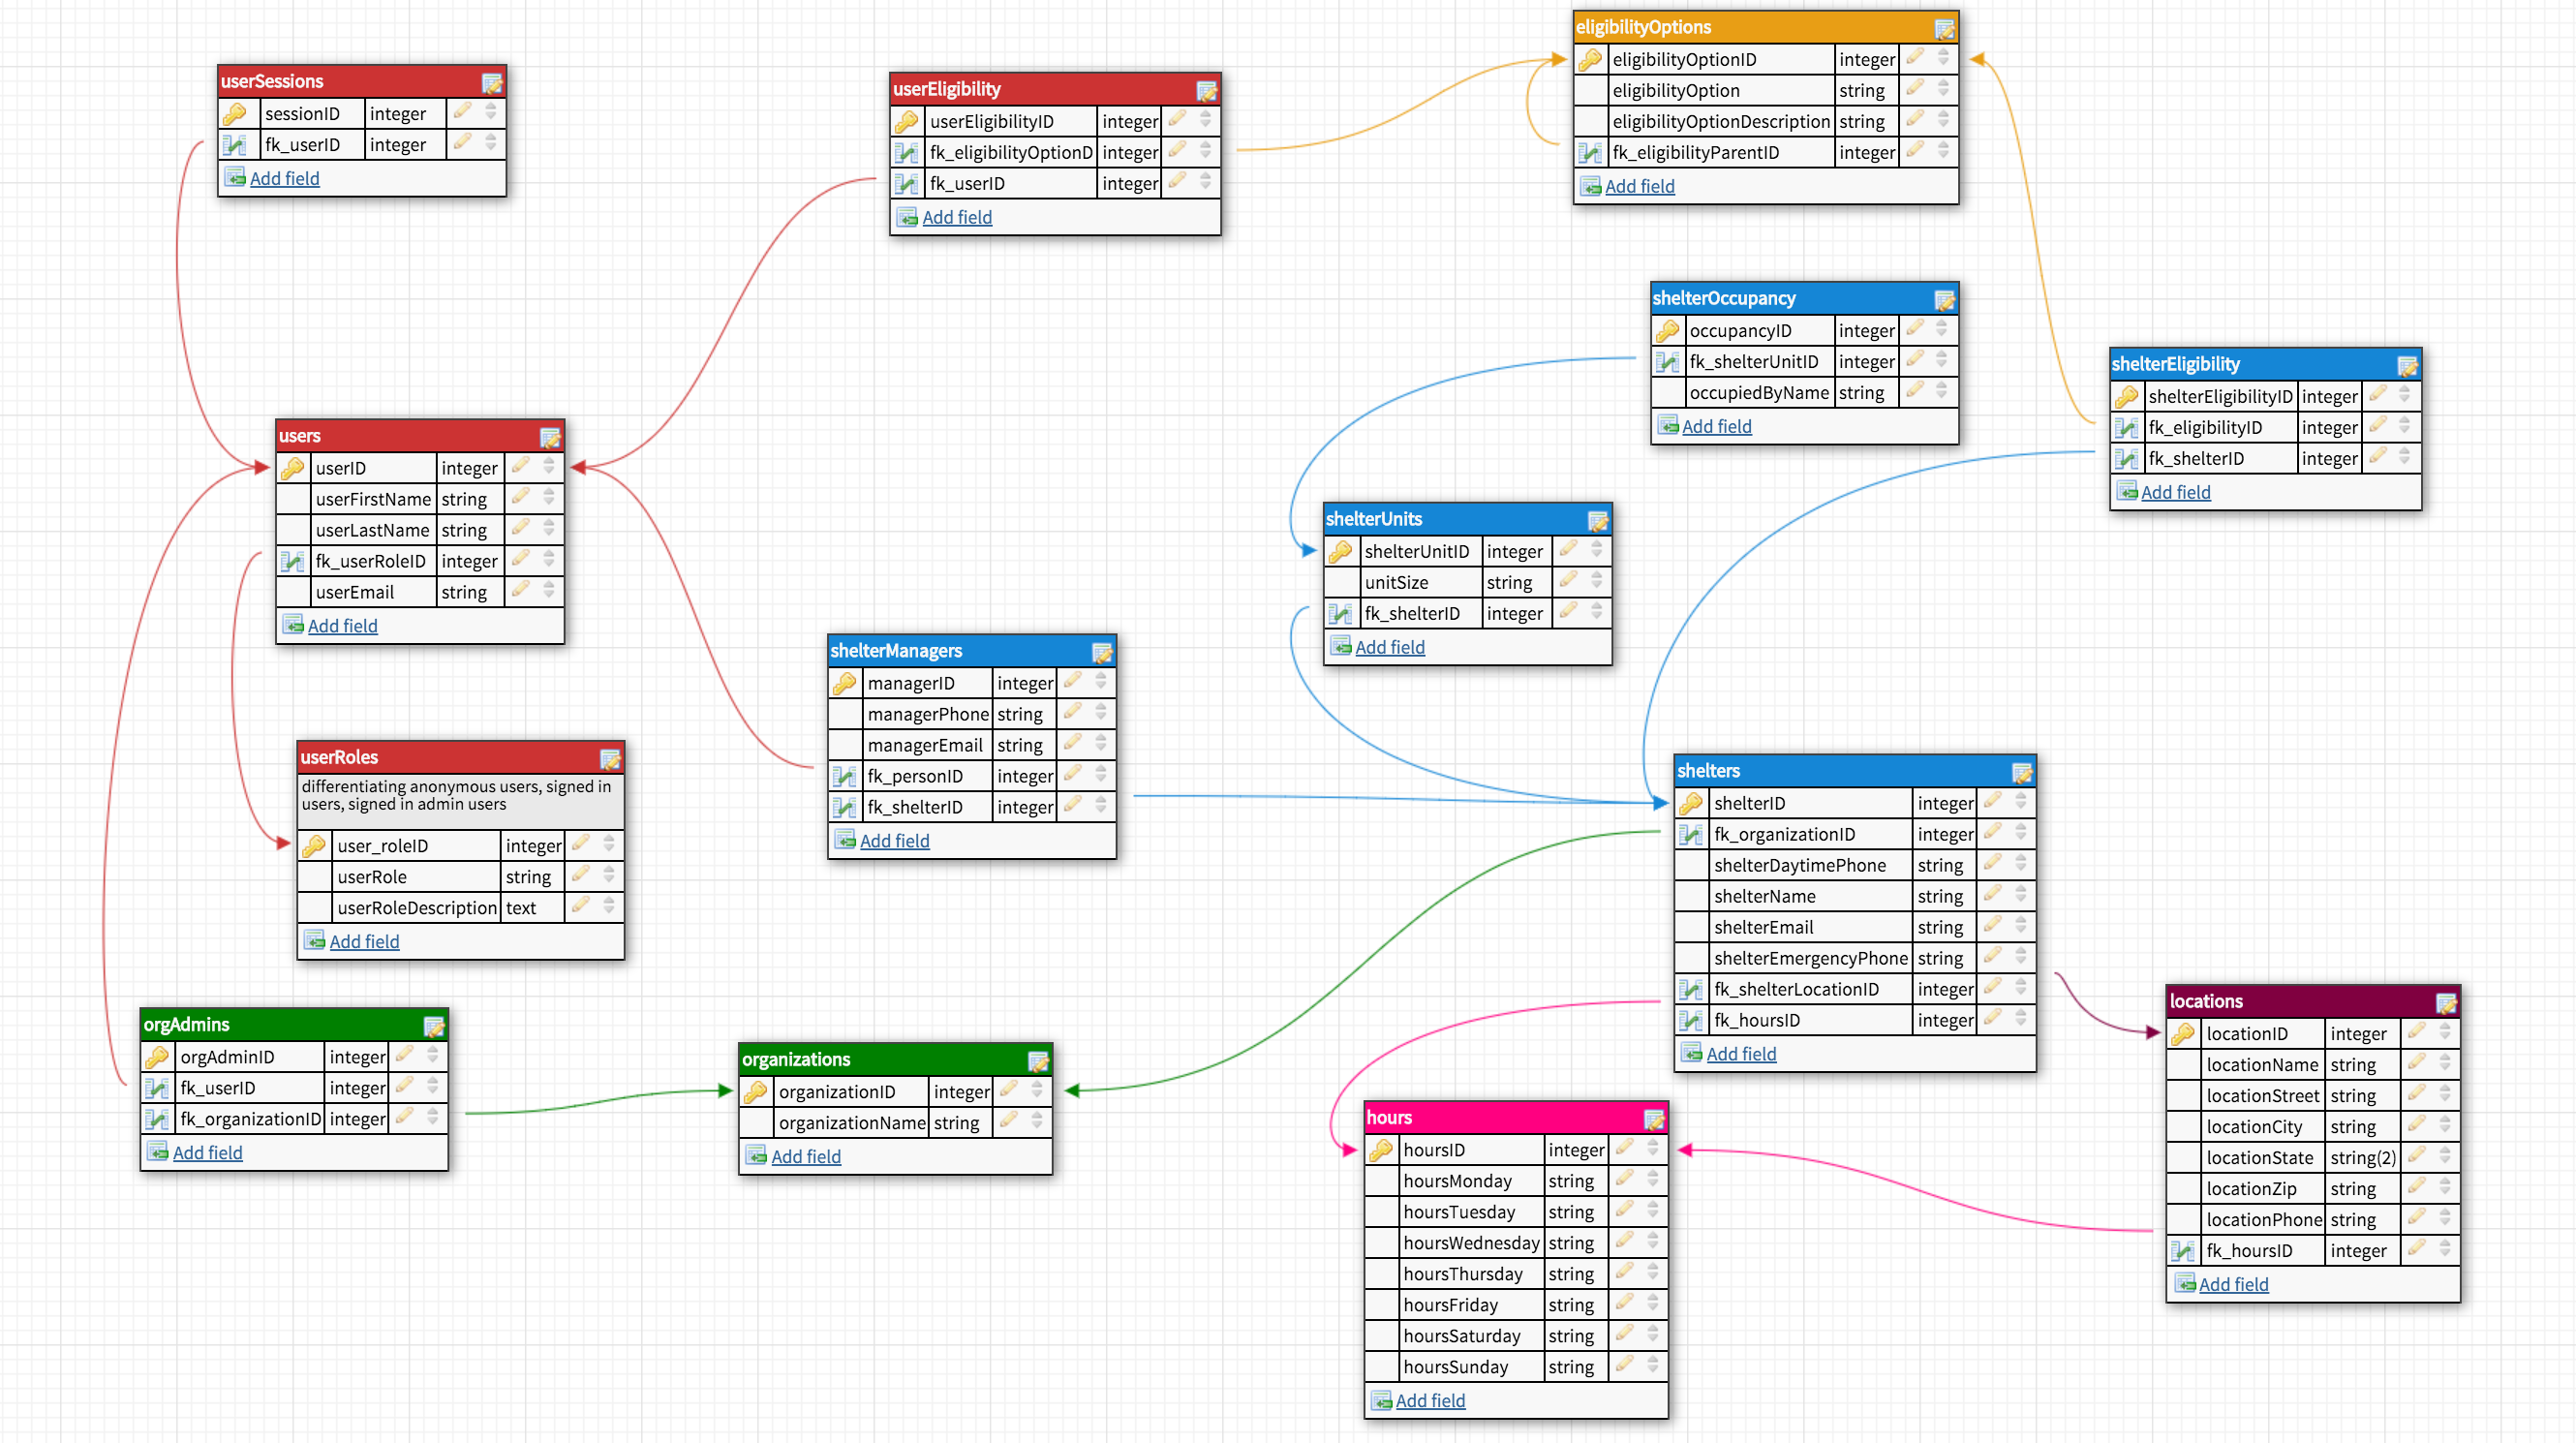 userSessions
sessionID integer
fk_userID integer
Add field
userEligibility
userEligibilityID integer
fk_eligibilityOptionD integer
fk_userID integer
Add field
eligibilityOptions
eligibilityOptionID integer
eligibilityOption string
eligibilityOptionDescription string
fk_eligibilityParentID integer
Add field
shelterOccupancy
occupancyID integer
fk_shelterUnitID integer
occupiedByName string
Add field
shelterEligibility
shelterEligibilityID integer
fk_eligibilityID integer
fk_shelterID integer
Add field
users
userID integer
userFirstName string
userLastName string
fk_userRoleID integer
userEmail string
Add field
shelterUnits
shelterUnitID integer
unitSize string
fk_shelterID integer
Add field
shelterManagers
managerID integer
managerPhone string
managerEmail string
fk_personID integer
fk_shelterID integer
Add field
userRoles
differentiating anonymous users, signed in
users, signed in admin users
user_roleID integer
userRole string
userRoleDescription text
Add field
shelters
shelterID integer
fk_organizationID integer
shelterDaytimePhone string
shelterName string
shelterEmail string
shelterEmergencyPhone string
fk_shelterLocationID integer
fk_hoursID integer
Add field
orgAdmins
orgAdminID integer
fk_userID integer
fk_organizationID integer
Add field
organizations
organizationID integer
organizationName string
Add field
locations
locationID integer
locationName string
locationStreet string
locationCity string
locationState string(2)
locationZip string
locationPhone string
fk_hoursID integer
Add field
hours
hoursID integer
hoursMonday string
hoursTuesday string
hoursWednesday string
hoursThursday string
hoursFriday string
hoursSaturday string
hoursSunday string
Add field